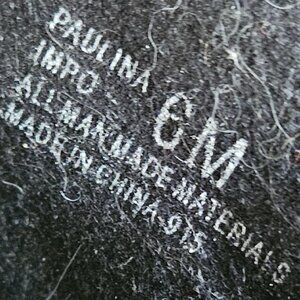 PAULINA
IMPO
6M
ALL MAN MADE MATERIALS
MADE IN CHINA 915